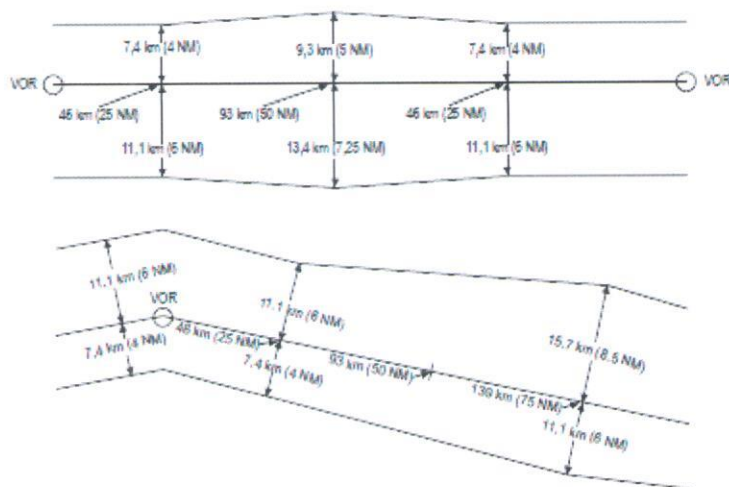 7,4 km (4 NM)
9,3 km (5 NM)
7,4 km (4 NM)
VOR
VOR
46 km (25 NM)
93 km (50 NM)
46 km (25 NM)
11,1 km (6 NM)
13,4 km (7,25 NM)
11,1 km (6 NM)
11,1 km (6 NM)
VOR
7,4 km (4 NM)
46 km (25 NM)
11,1 km (6 NM)
7,4 km (4 NM)
93 km (50 NM)
139 km (75 NM)
15,7 km (8,5 NM)
11,1 km (6 NM)